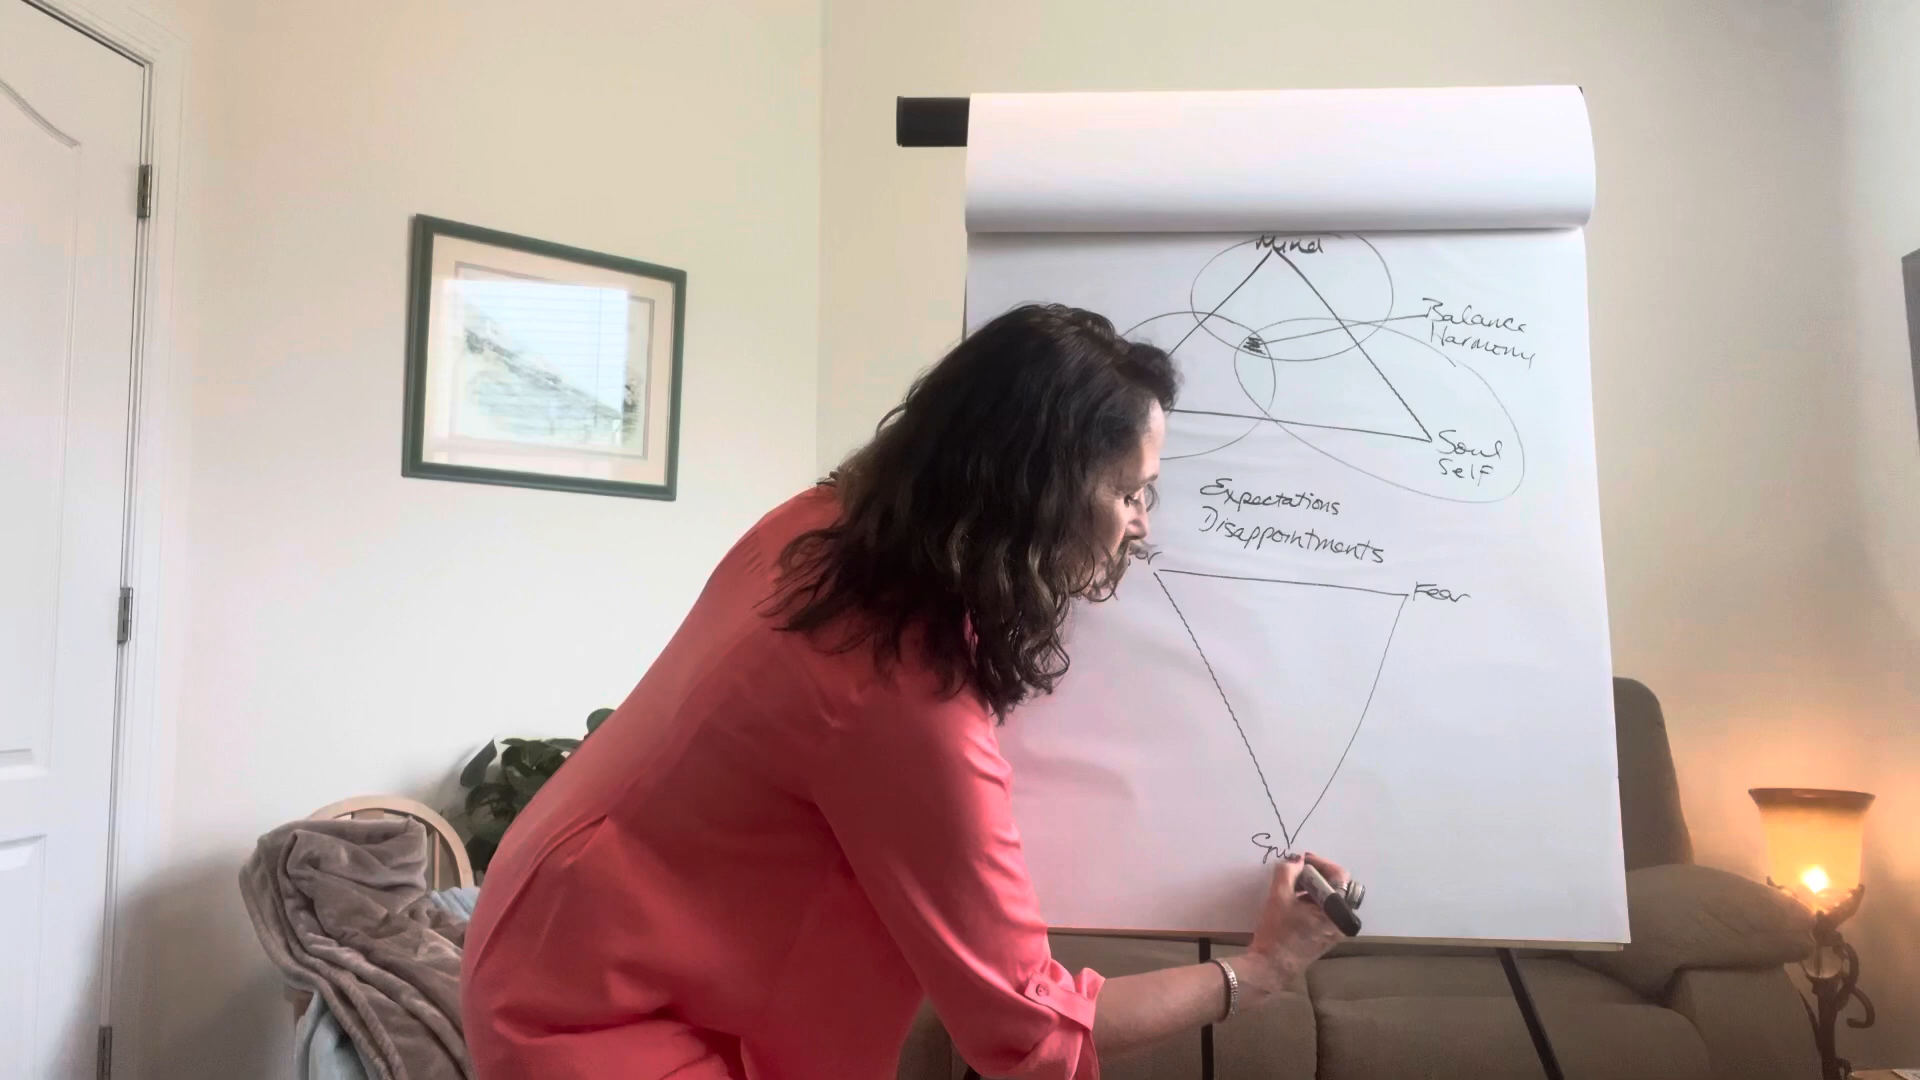 Mind
Balance
Harmony
Soul
Self
Expectations
Disappointments
Fear